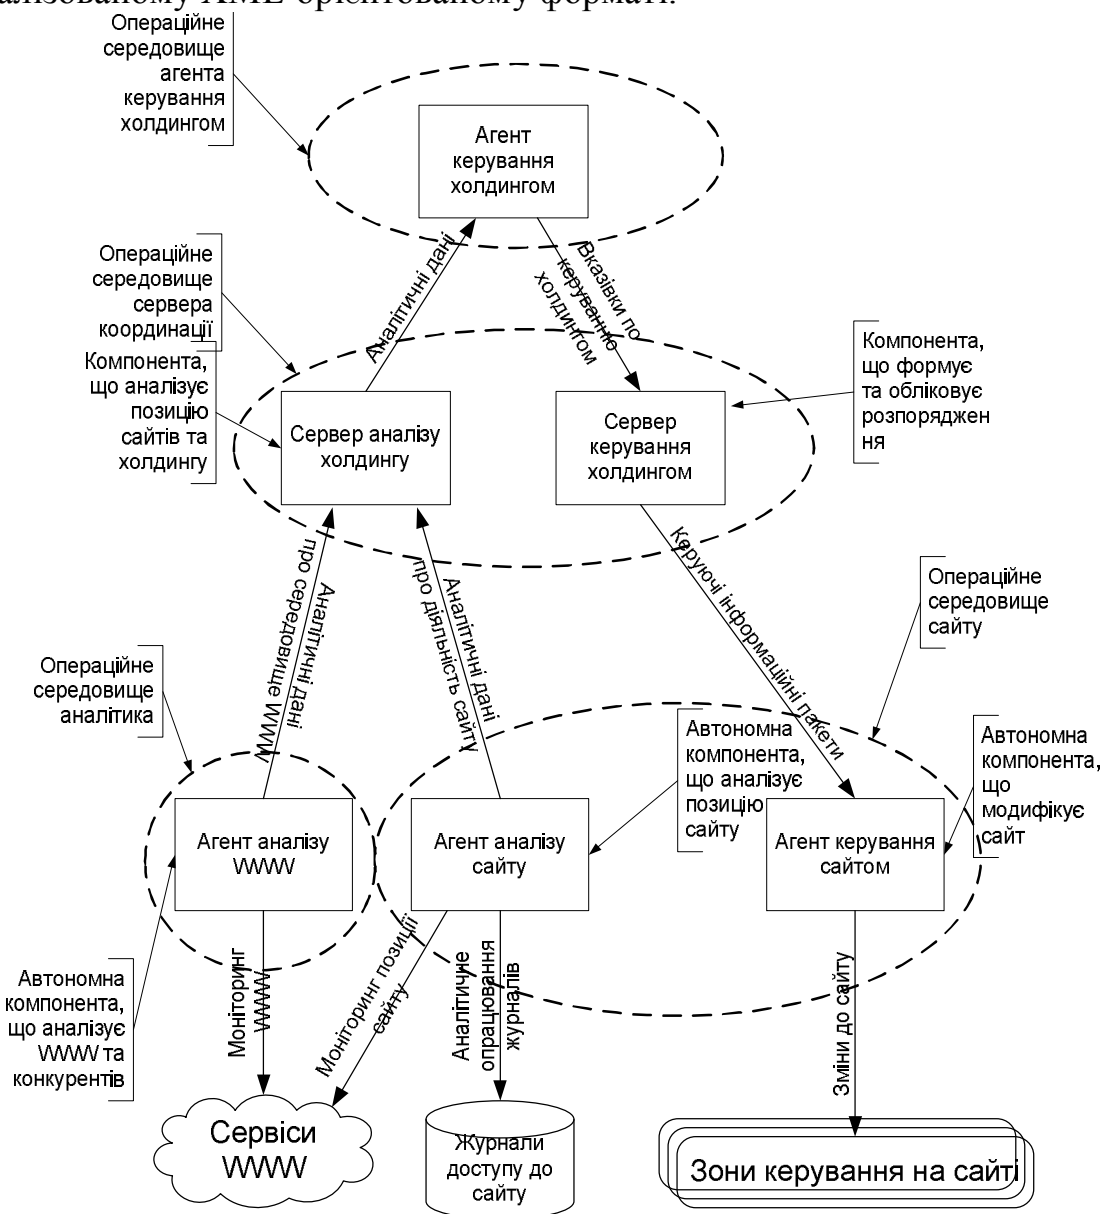 алізованому XML-орієнтованому форматі.
Операційне
середовище
агента
керування
холдингом
Агент
керування
холдингом
Аналітичні дані
Вказівки по
керуванню
холдингом
Операційне
середовище
сервера
координації
Компонента,
що аналізує
позицію
сайтів та
холдингу
Сервер аналізу
холдингу
Сервер
керування
холдингом
Компонента,
що формує
та обліковує
розпоряджен
ня
Аналітичні дані
про середовище WWW
Аналітичні дані
про діяльність сайту
Керуючі інформаційні пакети
Операційне
середовище
сайту
Операційне
середовище
аналітика
Автономна
компонента,
що аналізує
позицію
сайту
Автономна
компонента,
що
модифікує
сайт
Агент аналізу
WWW
Агент аналізу
сайту
Агент керування
сайтом
Автономна
компонента,
що аналізує
WWW та
конкурентів
Моніторинг
WWW
Моніторинг позиції
сайту
Аналітичне
опрацювання
журналів
Зміни до сайту
Сервіси
WWW
Журнали
доступу до
сайту
Зони керування на сайті